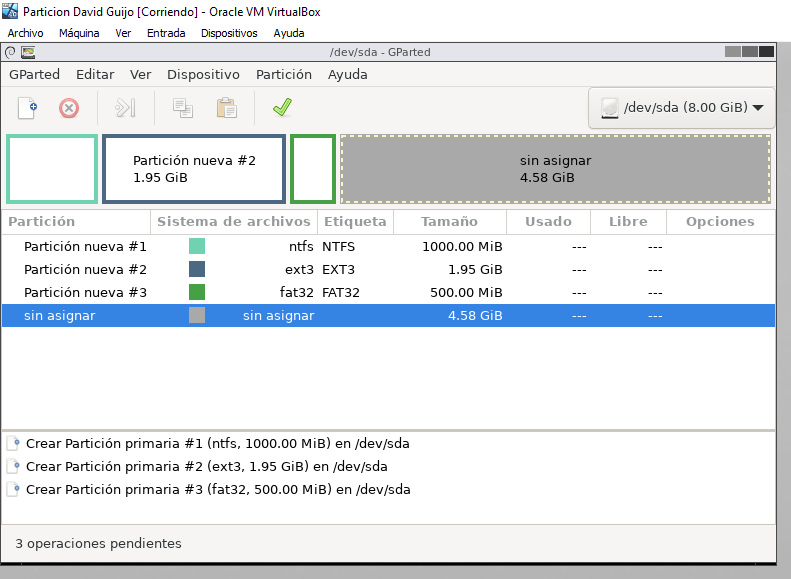 Particion David Guijo [Corriendo] - Oracle VM VirtualBox
Archivo Máquina Ver Entrada Dispositivos Ayuda
/dev/sda - GParted
GParted Editar Ver Dispositivo Partición Ayuda
/dev/sda (8.00 GiB)
Partición nueva #2
1.95 GiB
sin asignar
4.58 GiB
Partición Sistema de archivos Etiqueta Tamaño Usado Libre Opciones
Partición nueva #1 ntfs NTFS 1000.00 MiB --- ---
Partición nueva #2 ext3 EXT3 1.95 GiB --- ---
Partición nueva #3 fat32 FAT32 500.00 MiB --- ---
sin asignar sin asignar 4.58 GiB --- ---
Crear Partición primaria #1 (ntfs, 1000.00 MiB) en /dev/sda
Crear Partición primaria #2 (ext3, 1.95 GiB) en /dev/sda
Crear Partición primaria #3 (fat32, 500.00 MiB) en /dev/sda
3 operaciones pendientes